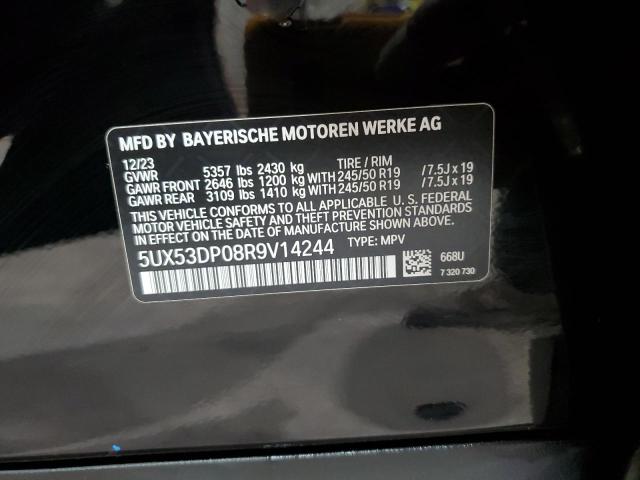 MFD BY BAYERISCHE MOTOREN WERKE AG
12/23
GVWR 5357 lbs 2430 kg TIRE / RIM
GAWR FRONT 2646 lbs 1200 kg WITH 245/50 R19 /7.5J x 19
GAWR REAR 3109 lbs 1410 kg WITH 245/50 R19 /7.5J x 19
THIS VEHICLE CONFORMS TO ALL APPLICABLE U. S. FEDERAL
MOTOR VEHICLE SAFETY AND THEFT PREVENTION STANDARDS
IN EFFECT ON THE DATE OF MANUFACTURE SHOWN ABOVE.
5UX53DP08R9V14244 TYPE: MPV
668U
7 320 730